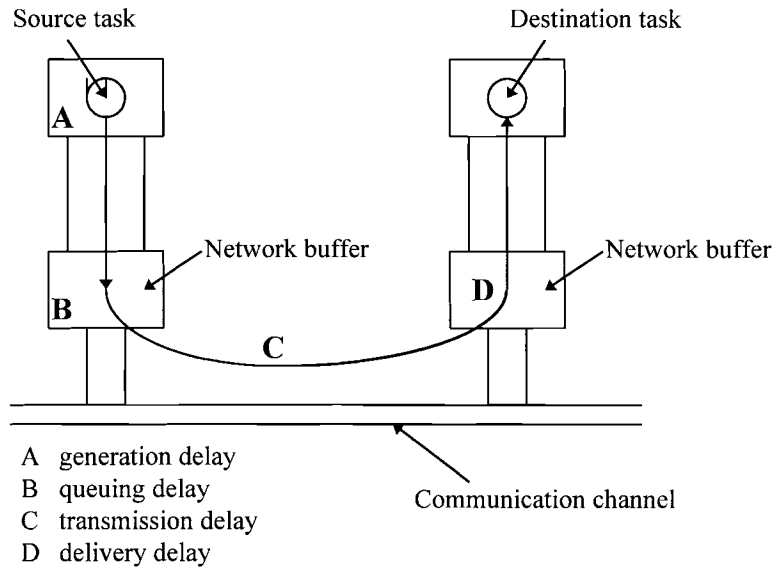 Source task
Destination task
A
Network buffer
Network buffer
B
D
C
A generation delay
B queuing delay
C transmission delay
D delivery delay
Communication channel